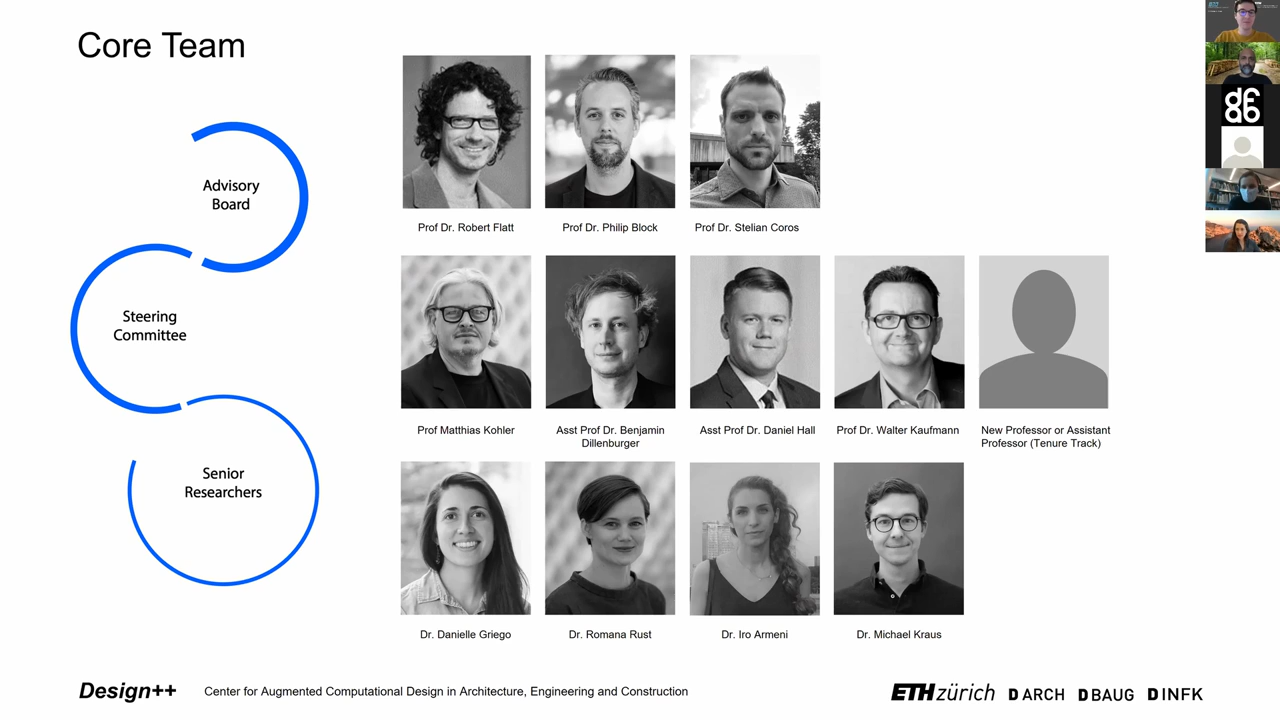 Core Team
Advisory
Board
Prof Dr. Robert Flatt
Prof Dr. Philip Block
Prof Dr. Stelian Coros
Steering
Committee
Prof Matthias Kohler
Asst Prof Dr. Benjamin
Dillenburger
Asst Prof Dr. Daniel Hall
Prof Dr. Walter Kaufmann
New Professor or Assistant
Professor (Tenure Track)
Senior
Researchers
Dr. Danielle Griego
Dr. Romana Rust
Dr. Iro Armeni
Dr. Michael Kraus
Design++
Center for Augmented Computational Design in Architecture, Engineering and Construction
ETH zürich
D ARCH
D BAUG
D INFK